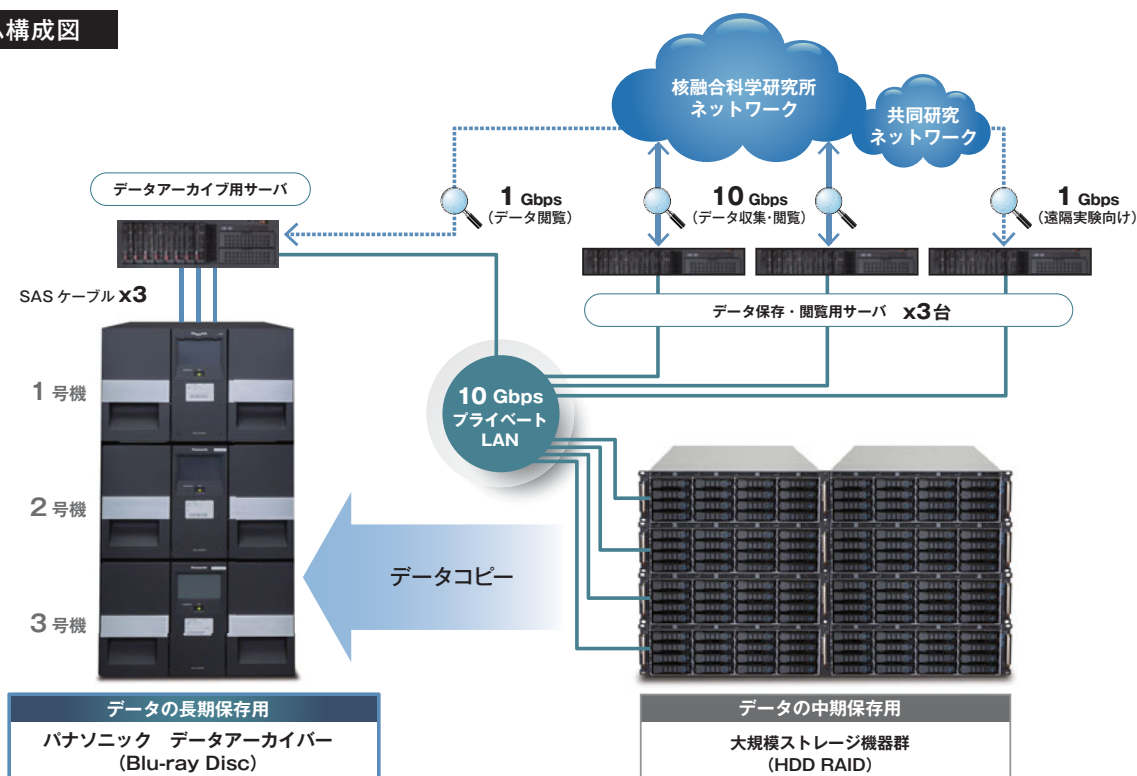 構成図
核融合科学研究所
ネットワーク
共同研究
ネットワーク
データアーカイブ用サーバ
1 Gbps
（データ閲覧）
10 Gbps
（データ収集・閲覧）
1 Gbps
（遠隔実験向け）
SAS ケーブル x3
データ保存・閲覧用サーバ x3台
1 号機
2 号機
3 号機
10 Gbps
プライベート
LAN
データコピー
データの長期保存用
パナソニック データアーカイバー
（Blu-ray Disc）
データの中期保存用
大規模ストレージ機器群
（HDD RAID）